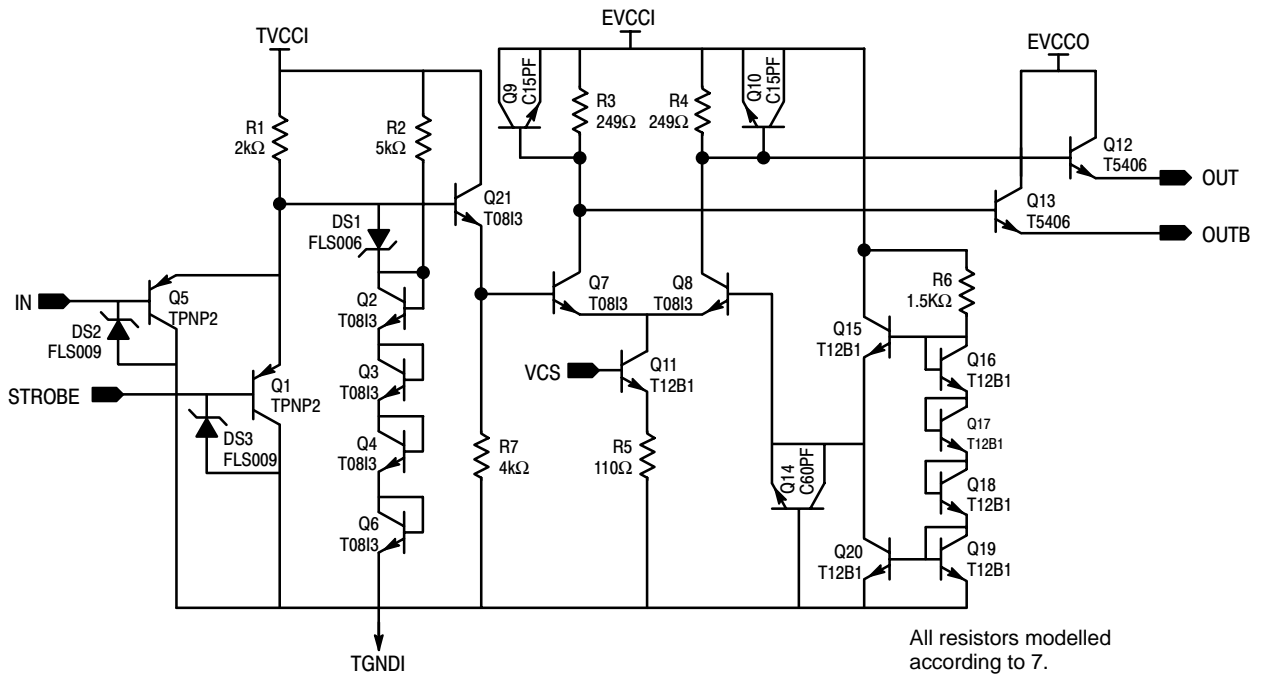 EVCCI
TVCCI
EVCCO
Q9
C15PF
R3
249Ω
R4
249Ω
Q10
C15PF
R1
2kΩ
R2
5kΩ
Q12
T5406
OUT
Q21
T08I3
Q13
T5406
OUTB
DS1
FLS006
IN
Q5
TPNP2
Q2
T08I3
Q7
T08I3
Q8
T08I3
R6
1.5KΩ
DS2
FLS009
Q15
T12B1
Q16
T12B1
STROBE
Q1
TPNP2
Q3
T08I3
VCS
Q11
T12B1
Q17
T12B1
DS3
FLS009
Q4
T08I3
R7
4kΩ
R5
110Ω
Q14
C60PF
Q18
T12B1
Q6
T08I3
Q20
T12B1
Q19
T12B1
TGNDI
All resistors modelled
according to 7.